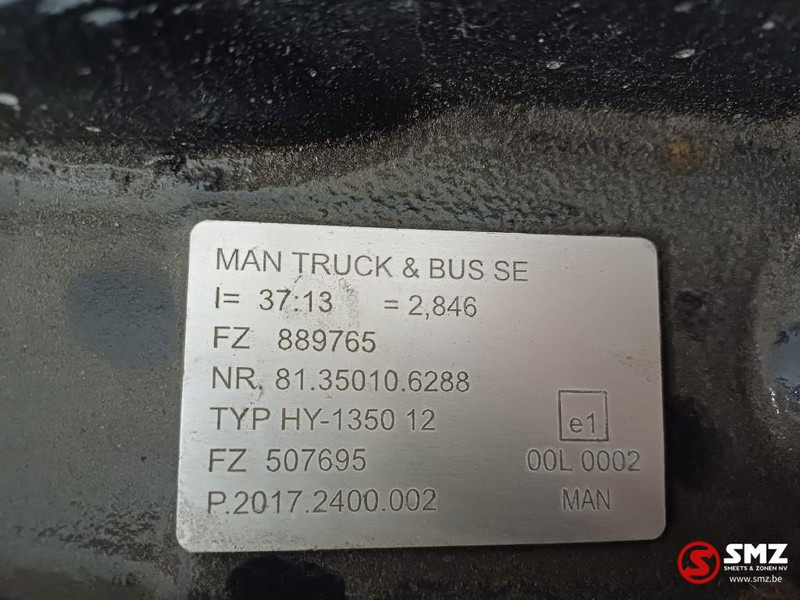 MAN TRUCK & BUS SE
I= 37:13 = 2,846
FZ 889765
NR. 81.35010.6288
TYP HY-1350 12 e1
FZ 507695 00L 0002
P.2017.2400.002 MAN
SMZ
SMEETS & ZONEN NV
www.smz.be